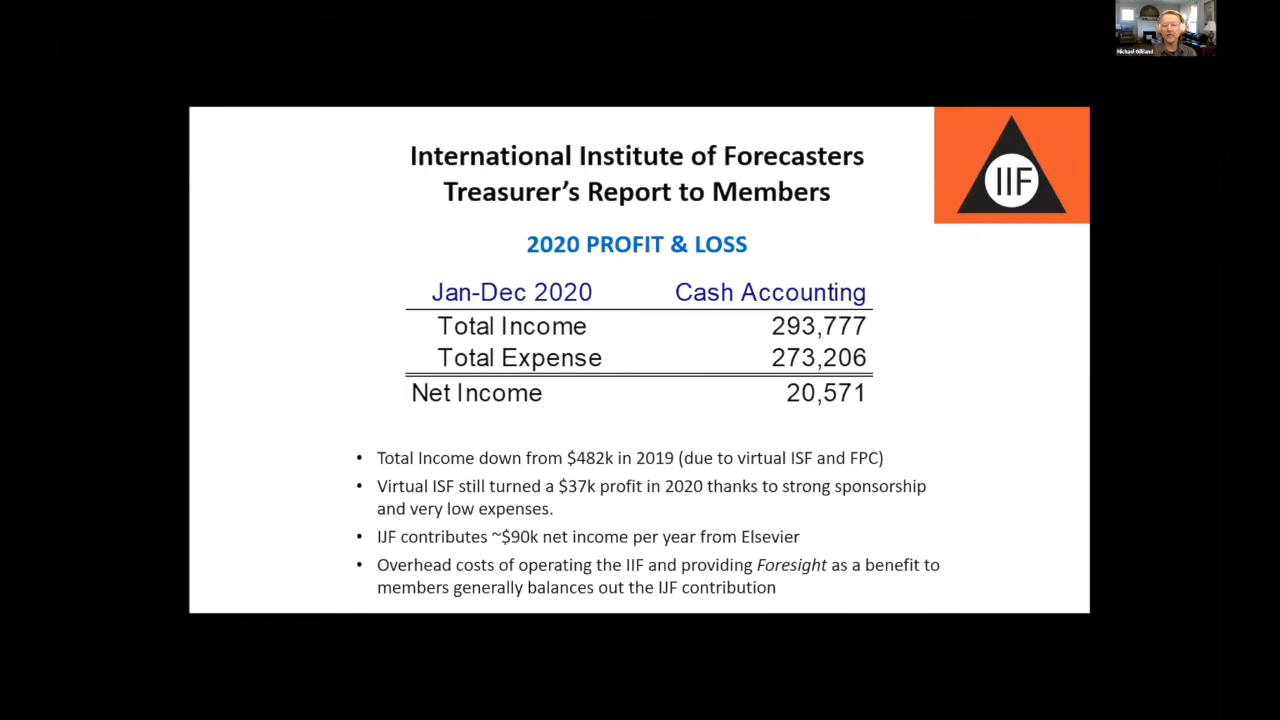 Michael Gilliland
International Institute of Forecasters
Treasurer's Report to Members
IIF
2020 PROFIT & LOSS
Jan-Dec 2020 Cash Accounting
Total Income 293,777
Total Expense 273,206
Net Income 20,571
• Total Income down from $482k in 2019 (due to virtual ISF and FPC)
• Virtual ISF still turned a $37k profit in 2020 thanks to strong sponsorship
and very low expenses.
• IJF contributes ~$90k net income per year from Elsevier
• Overhead costs of operating the IIF and providing Foresight as a benefit to
members generally balances out the IJF contribution